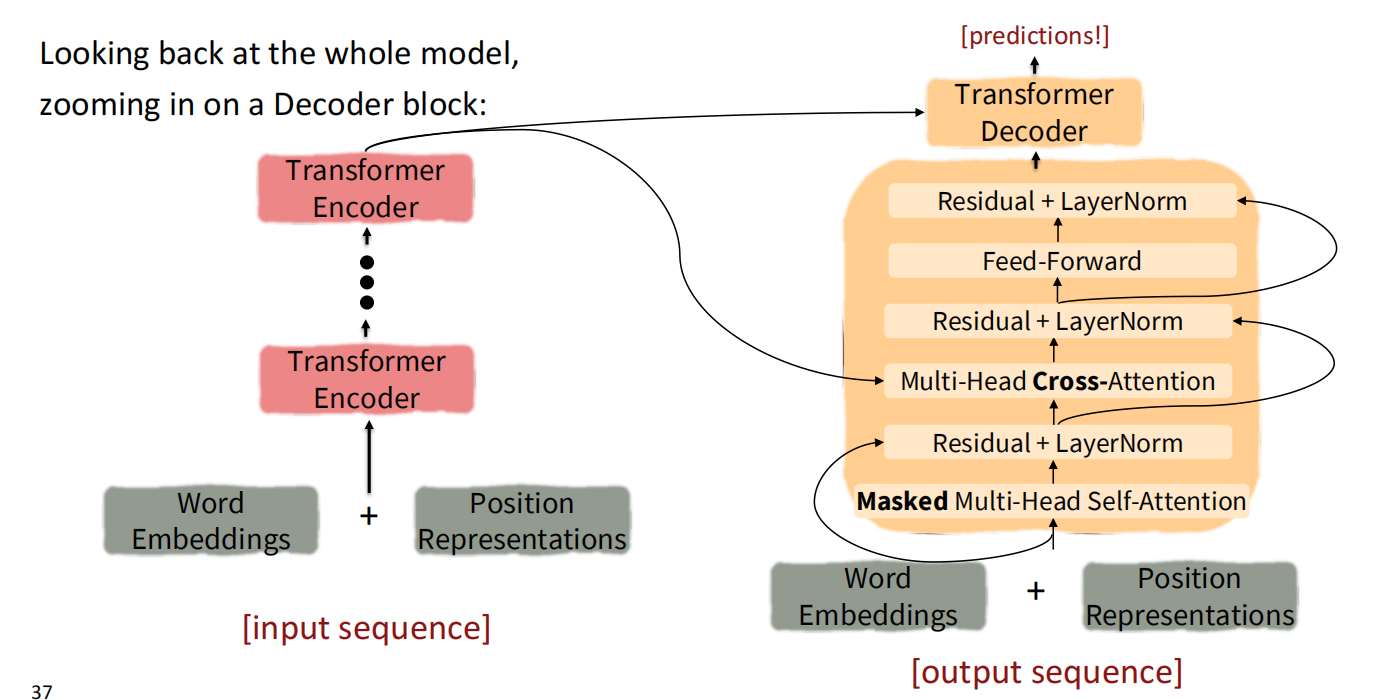 Looking back at the whole model,
zooming in on a Decoder block:
Transformer
Encoder
Transformer
Encoder
Word
Embeddings
+
Position
Representations
[input sequence]
[predictions!]
Transformer
Decoder
Residual + LayerNorm
Feed-Forward
Residual + LayerNorm
Multi-Head Cross-Attention
Residual + LayerNorm
Masked Multi-Head Self-Attention
Word
Embeddings
+
Position
Representations
[output sequence]
37